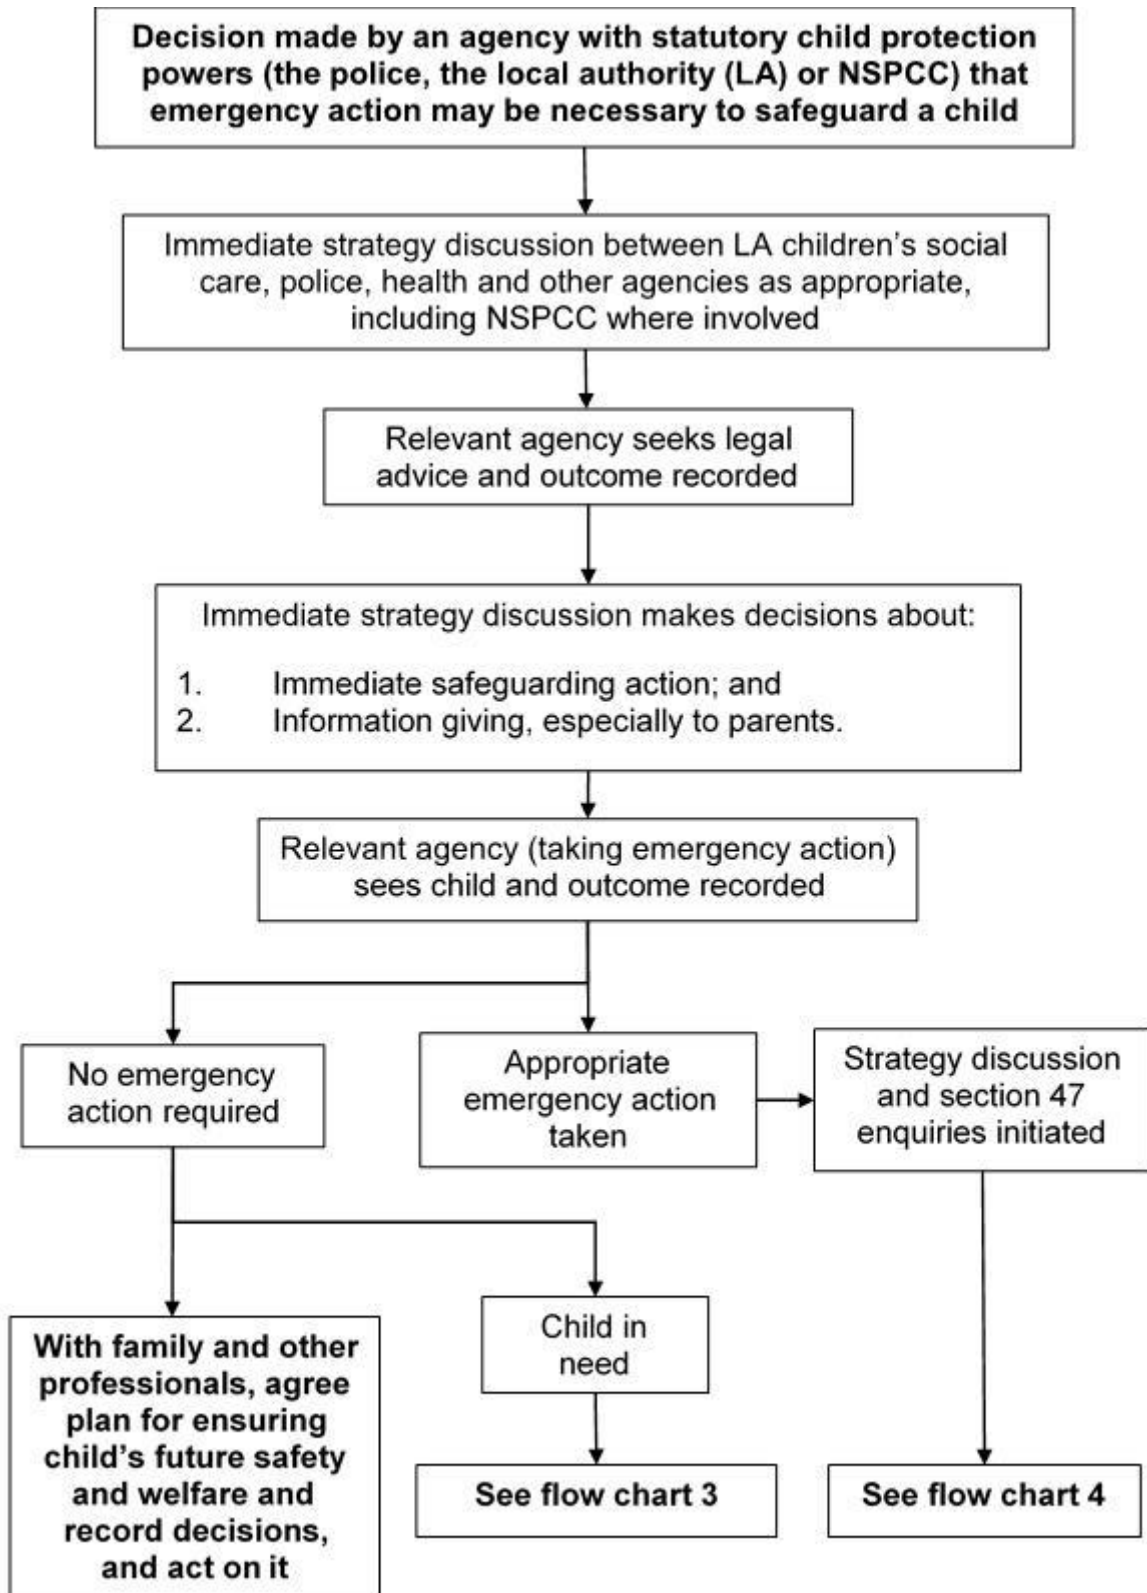 Decision made by an agency with statutory child protection
powers (the police, the local authority (LA) or NSPCC) that
emergency action may be necessary to safeguard a child
Immediate strategy discussion between LA children's social
care, police, health and other agencies as appropriate,
including NSPCC where involved
Relevant agency seeks legal
advice and outcome recorded
Immediate strategy discussion makes decisions about:
1. Immediate safeguarding action; and
2. Information giving, especially to parents.
Relevant agency (taking emergency action)
sees child and outcome recorded
No emergency
action required
Appropriate
emergency action
taken
Strategy discussion
and section 47
enquiries initiated
With family and other
professionals, agree
plan for ensuring
child's future safety
and welfare and
record decisions,
and act on it
Child in
need
See flow chart 3
See flow chart 4